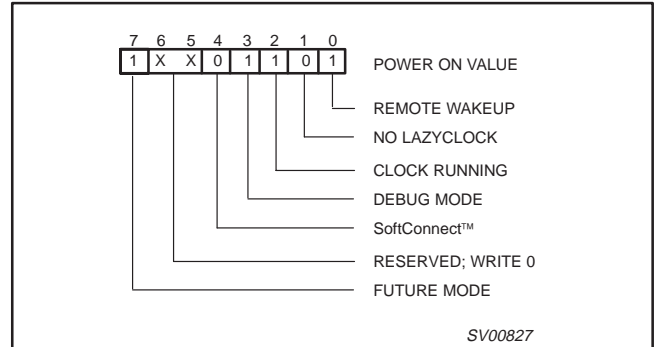 7 6 5 4 3 2 1 0
1 X X 0 1 1 0 1 POWER ON VALUE
REMOTE WAKEUP
NO LAZYCLOCK
CLOCK RUNNING
DEBUG MODE
SoftConnect™
RESERVED; WRITE 0
FUTURE MODE
SV00827